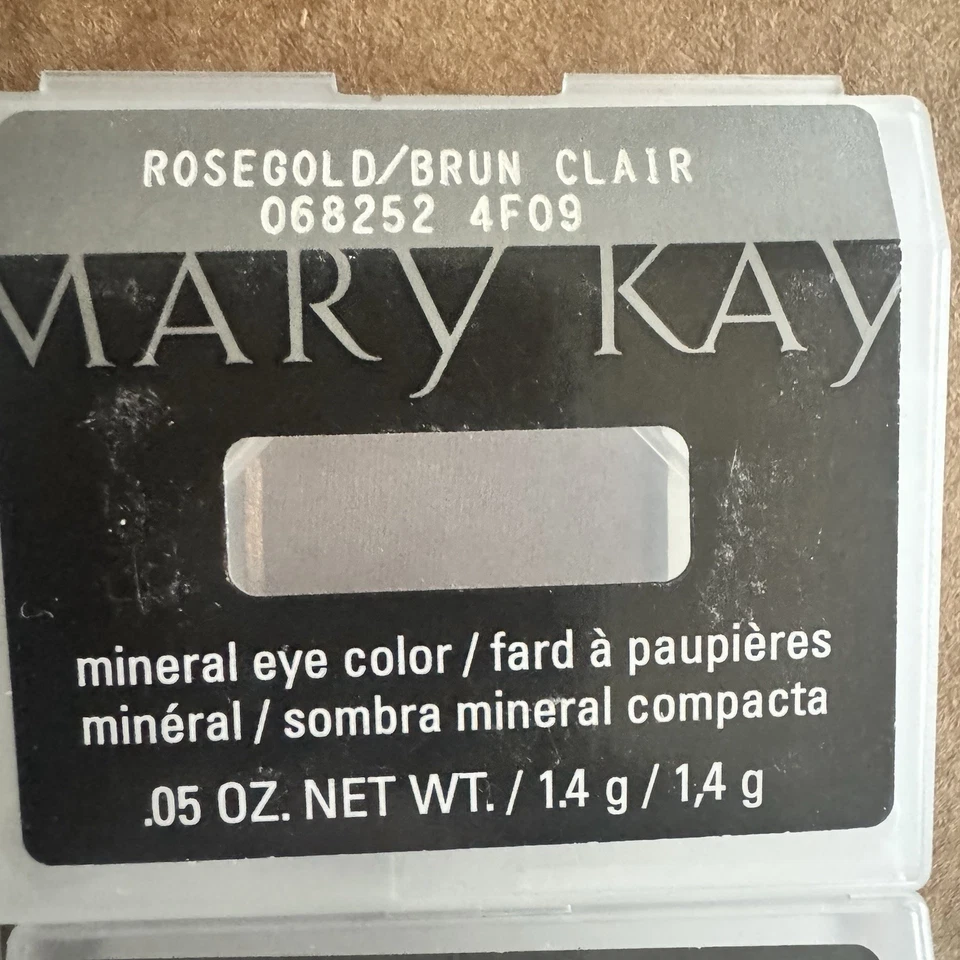 ROSEGOLD/BRUN CLAIR
068252 4F09
MARY KAY
mineral eye color / fard à paupières
minéral / sombra mineral compacta
.05 OZ. NET WT. / 1.4 g / 1,4 g